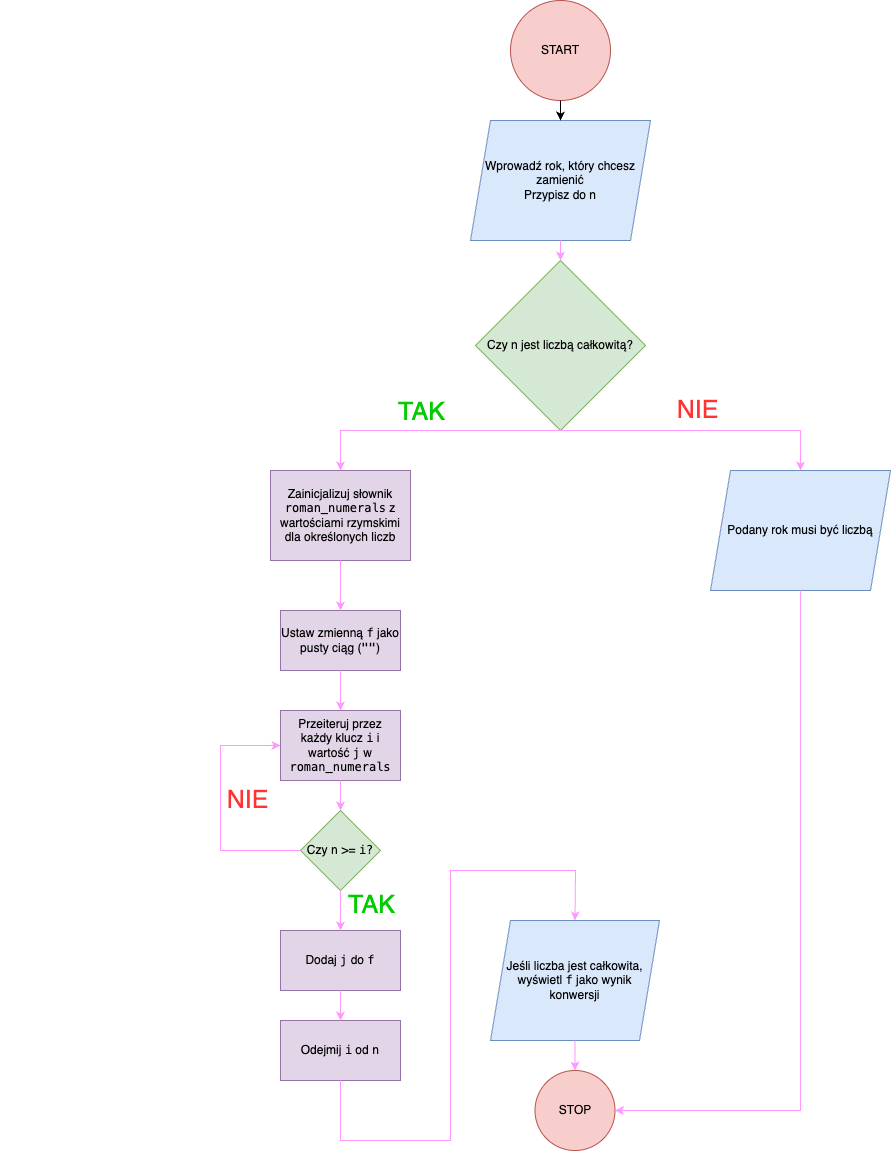 START
Wprowadź rok, który chcesz
zamienić
Przypisz do n
Czy n jest liczbą całkowitą?
TAK
NIE
Zainicjalizuj słownik
roman_numerals z
wartościami rzymskimi
dla określonych liczb
Podany rok musi być liczbą
Ustaw zmienną f jako
pusty ciąg ("")
Przeiteruj przez
każdy klucz i i
wartość j w
roman_numerals
NIE
Czy n >= i?
TAK
Dodaj j do f
Jeśli liczba jest całkowita,
wyświetl f jako wynik
konwersji
Odejmij i od n
STOP